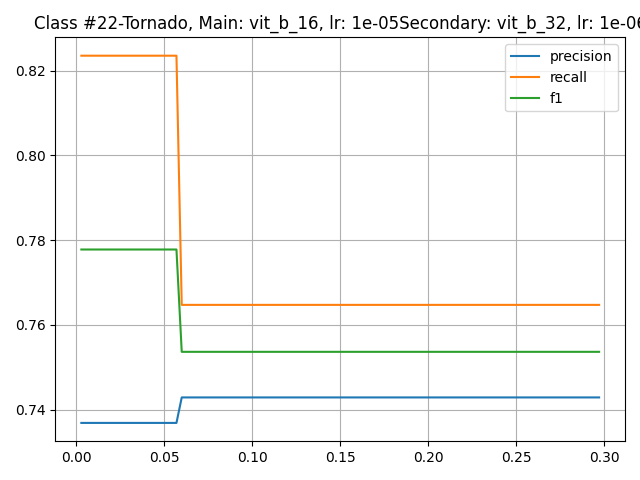 Class #22-Tornado, Main: vit_b_16, lr: 1e-05Secondary: vit_b_32, lr: 1e-06
precision
recall
f1
0.82
0.80
0.78
0.76
0.74
0.00 0.05 0.10 0.15 0.20 0.25 0.30